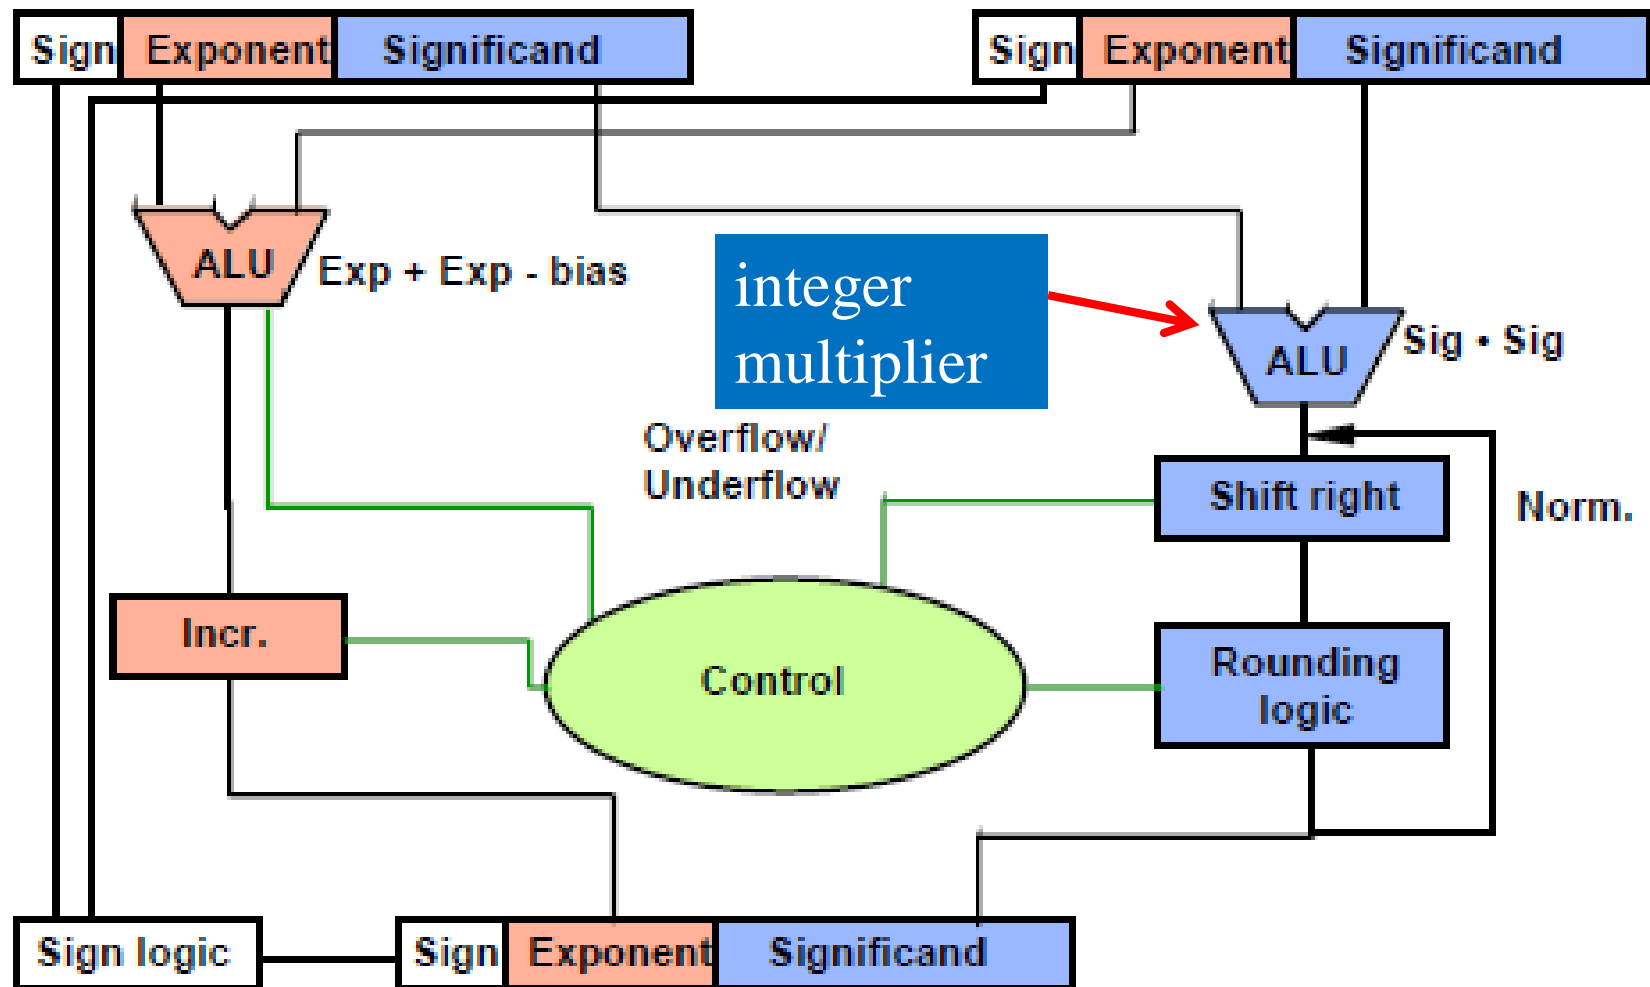 Sign Exponent Significand
Sign Exponent Significand
ALU
Exp + Exp - bias
integer
multiplier
ALU
Sig • Sig
Overflow/
Underflow
Shift right
Norm.
Incr.
Control
Rounding
logic
Sign logic
Sign Exponent Significand